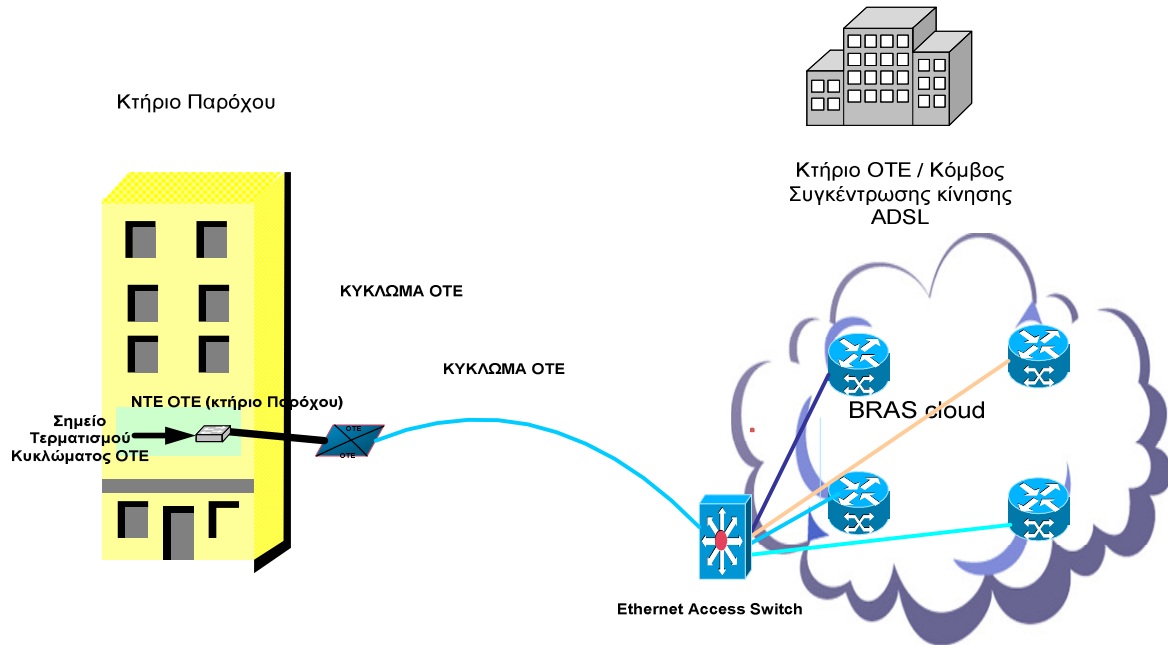 Κτήριο Παρόχου
Κτήριο ΟΤΕ / Κόμβος
Συγκέντρωσης κίνησης
ADSL
ΚΥΚΛΩΜΑ ΟΤΕ
ΚΥΚΛΩΜΑ ΟΤΕ
NTE ΟΤΕ (κτήριο Παρόχου)
Σημείο
Τερματισμού
Κυκλώματος ΟΤΕ
OTE
OTE
BRAS cloud
Ethernet Access Switch